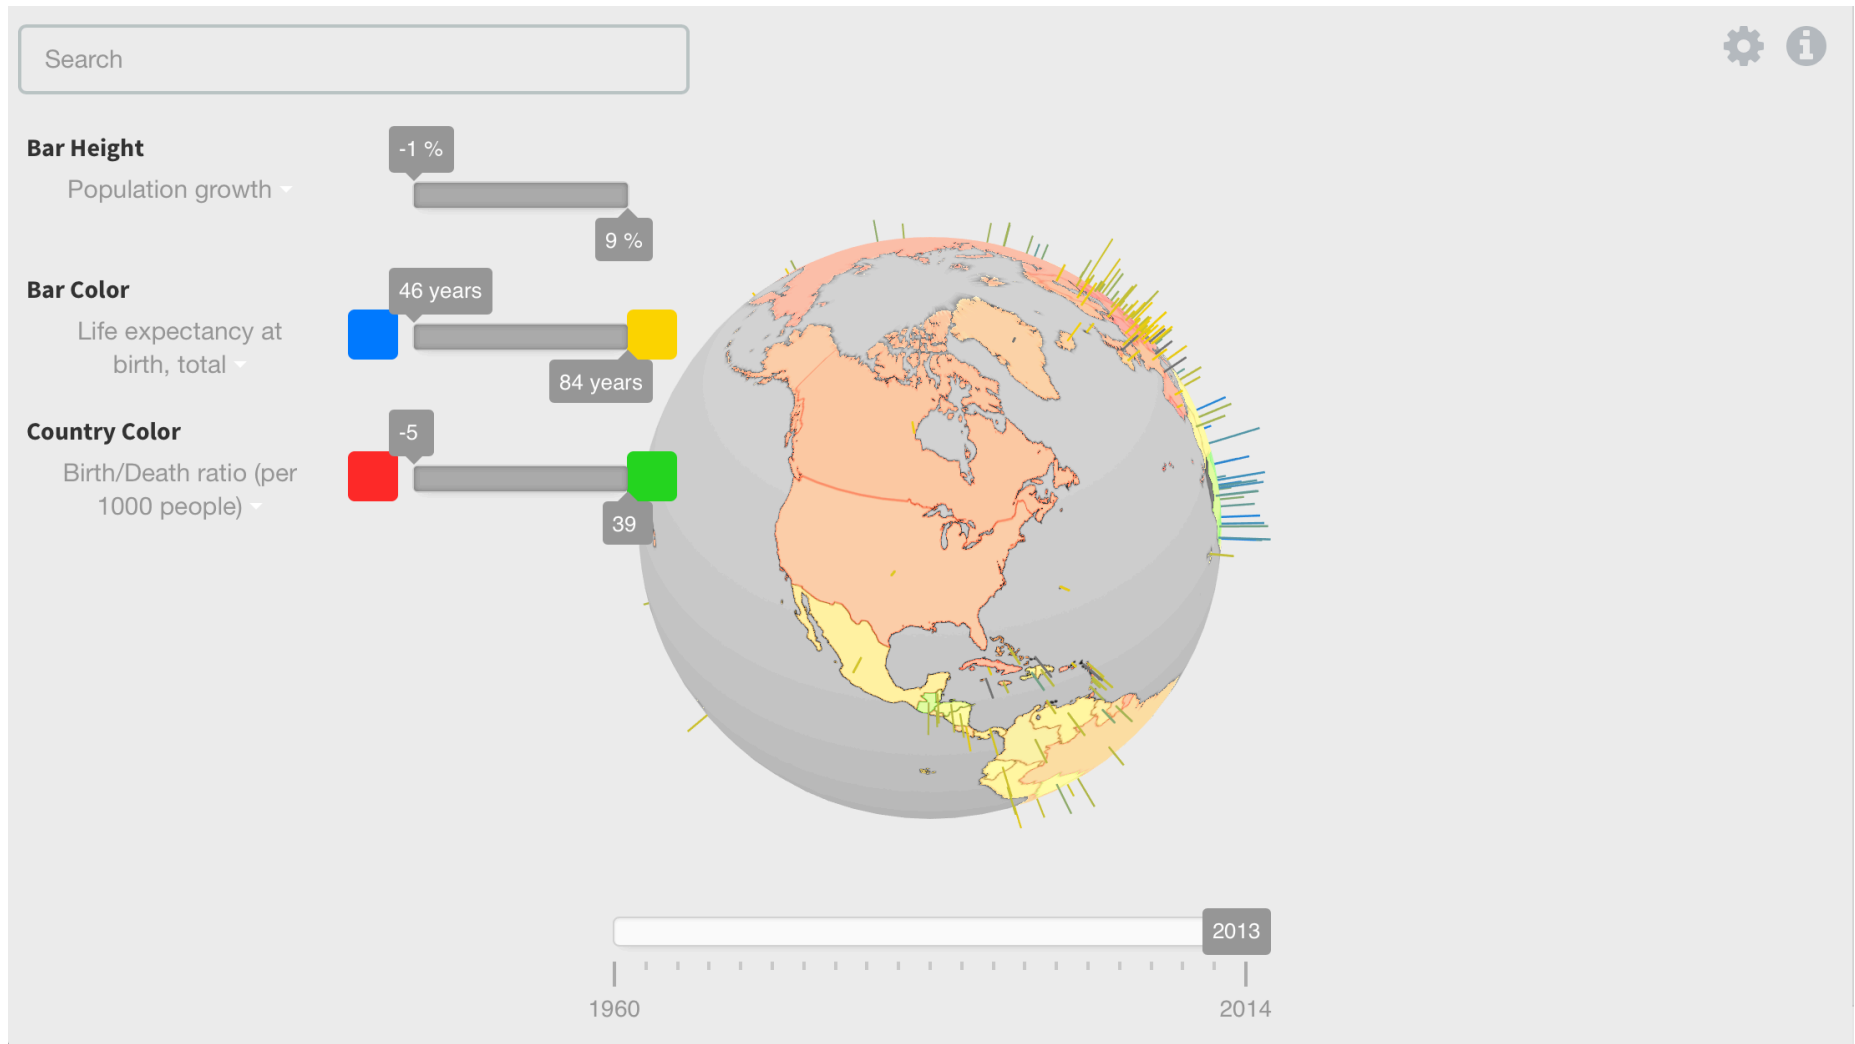 Search
Bar Height
-1 %
Population growth
9 %
Bar Color
46 years
Life expectancy at
birth, total
84 years
Country Color
-5
Birth/Death ratio (per
1000 people)
39
2013
1960
2014